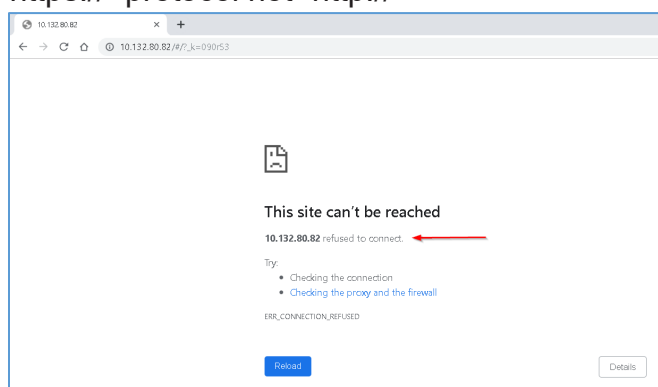 https:// protocol not http://
10.132.80.82
10.132.80.82/#/?_k=090rS3
This site can't be reached
10.132.80.82 refused to connect.
Try:
Checking the connection
Checking the proxy and the firewall
ERR_CONNECTION_REFUSED
Reload
Details